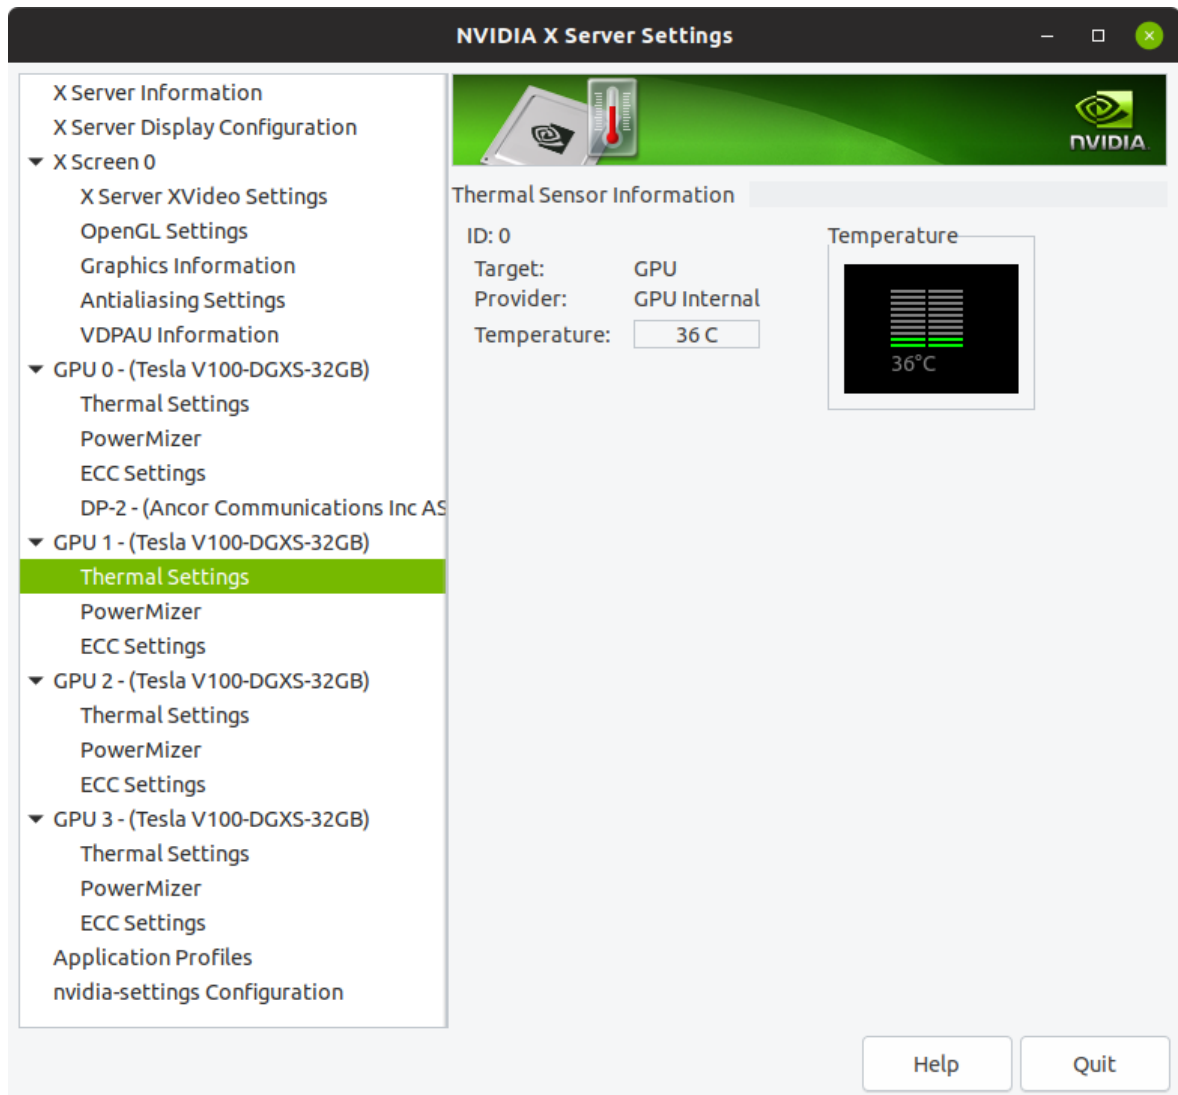 NVIDIA X Server Settings
X Server Information
X Server Display Configuration
X Screen 0
X Server XVideo Settings
OpenGL Settings
Graphics Information
Antialiasing Settings
VDPAU Information
GPU 0 - (Tesla V100-DGXS-32GB)
Thermal Settings
PowerMizer
ECC Settings
DP-2 - (Ancor Communications Inc AS
GPU 1 - (Tesla V100-DGXS-32GB)
Thermal Settings
PowerMizer
ECC Settings
GPU 2 - (Tesla V100-DGXS-32GB)
Thermal Settings
PowerMizer
ECC Settings
GPU 3 - (Tesla V100-DGXS-32GB)
Thermal Settings
PowerMizer
ECC Settings
Application Profiles
nvidia-settings Configuration
NVIDIA.
Thermal Sensor Information
ID: 0
Target: GPU
Provider: GPU Internal
Temperature: 36 C
Temperature
36°C
Help Quit